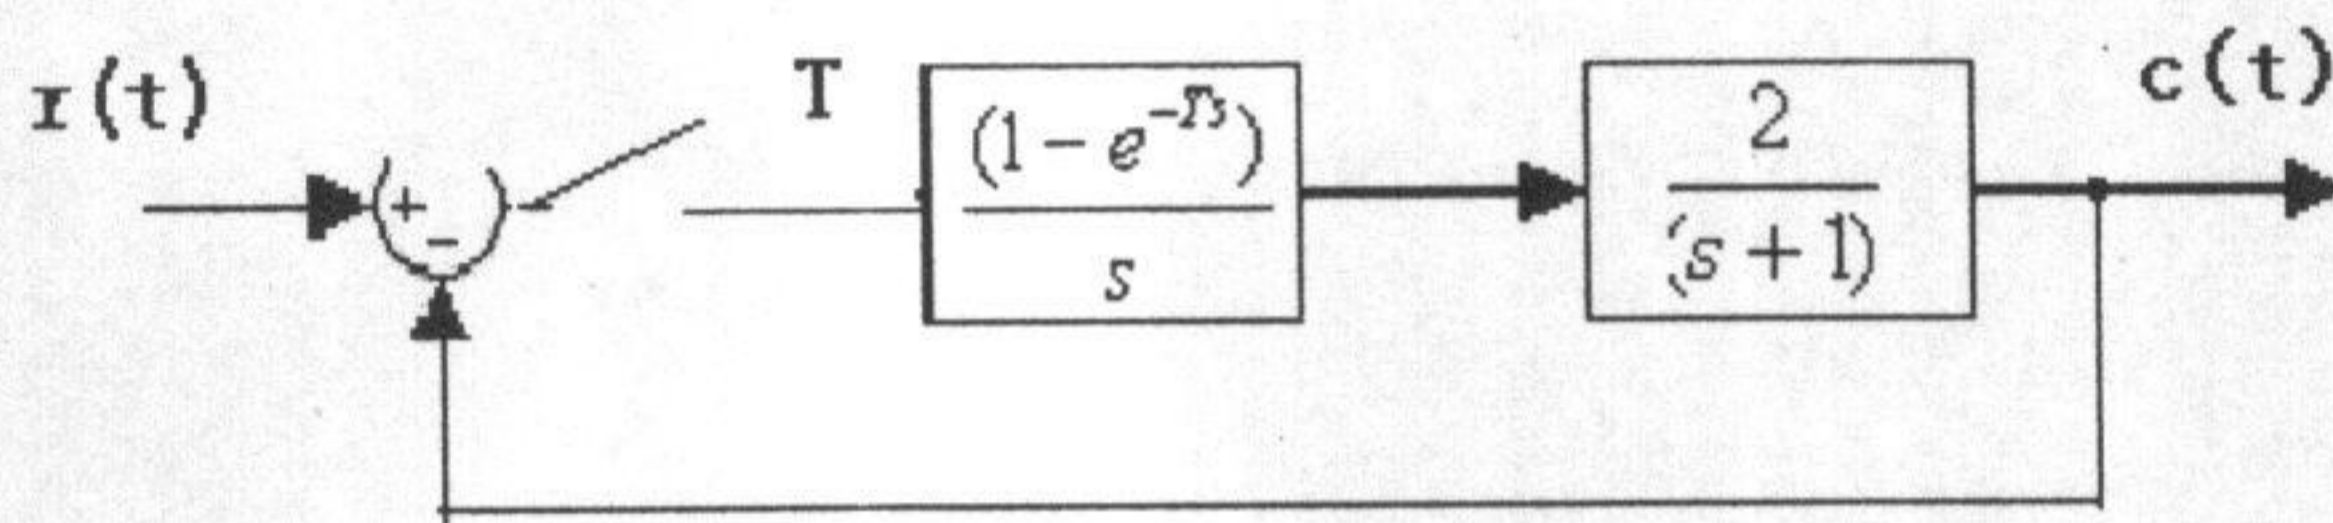 r(t)
+
−
T
(1 − e^{-Ts})
s
2
(s + 1)
c(t)